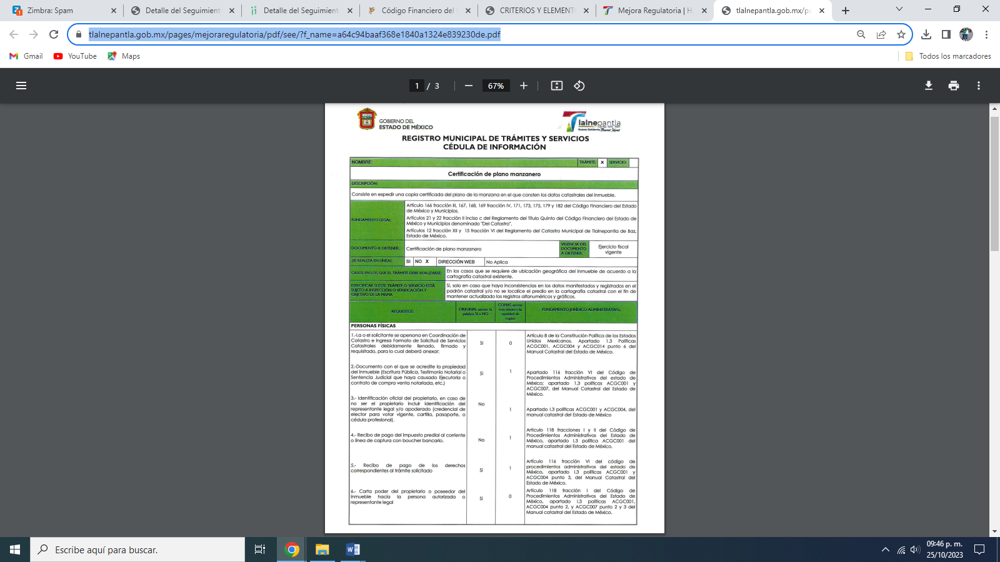 Zimbra: Spam
Detalle del Seguimient
Detalle del Seguimient
Código Financiero del
CRITERIOS Y ELEMENT
Mejora Regulatoria | H.
tlalnepantla.gob.mx/pa
tlalnepantla.gob.mx/pages/mejoraregulatoria/pdf/see/?f_name=a64c94baaf368e1840a1324e839230de.pdf
Gmail
YouTube
Maps
Todos los marcadores
1 / 3
67%
GOBIERNO DEL
ESTADO DE MÉXICO
Tlalnepantla
REGISTRO MUNICIPAL DE TRÁMITES Y SERVICIOS
CÉDULA DE INFORMACIÓN
NOMBRE: TRÁMITE: X SERVICIO:
Certificación de plano manzanero
DESCRIPCIÓN:
Consiste en expedir una copia certificada del plano de la manzana en el que consten los datos catastrales del inmueble.
FUNDAMENTO LEGAL:
Artículo 166 fracción III, 167, 168, 169 fracción IV, 171, 173, 175, 179 y 182 del Código Financiero del Estado
de México y Municipios.
Artículos 21 y 22 fracción II inciso c del Reglamento del Título Quinto del Código Financiero del Estado de
México y Municipios denominado "Del Catastro".
Artículos 12 fracción XII y 15 fracción VI del Reglamento del Catastro Municipal de Tlalnepantla de Baz,
Estado de México.
DOCUMENTO A OBTENER:
Certificación de plano manzanero
VIGENCIA DEL
DOCUMENTO
A OBTENER:
Ejercicio fiscal
vigente
¿SE REALIZA EN LÍNEA?
SI NO X DIRECCIÓN WEB No Aplica
CASOS EN LOS QUE EL TRÁMITE DEBE REALIZARSE:
En los casos que se requiere de ubicación geográfica del inmueble de acuerdo a la
cartografía catastral existente.
ESPECIFICAR SI ESTE TRÁMITE O SERVICIO ESTÁ
SUJETO A INSPECCIÓN O VERIFICACIÓN Y
OBJETIVO DE LA MISMA
Sí, solo en caso que haya inconsistencias en los datos manifestados y registrados en el
padrón catastral y/o no se localice el predio en la cartografía catastral con el fin de
mantener actualizado los registros alfanuméricos y gráficos.
REQUISITOS:
ORIGINAL anotar la
palabra SI o NO
COPIAS anotar
con número la
cantidad de
copias
FUNDAMENTO JURÍDICO-ADMINISTRATIVO.
PERSONAS FÍSICAS
1.-La o el solicitante se apersona en Coordinación de
Catastro e ingresa Formato de Solicitud de Servicios
Catastrales debidamente llenado, firmado y
requisitado, para lo cual deberá anexar:
Si
0
Artículo 8 de la Constitución Política de los Estados
Unidos Mexicanos, Apartado 1.3 Políticas
ACGC001, ACGC004 y ACGC014 punto 6 del
Manual Catastral del Estado de México.
2.-Documento con el que se acredite la propiedad
del inmueble (Escritura Pública, Testimonio Notarial o
Sentencia Judicial que haya causado Ejecutoria o
contrato de compra venta notariada, etc.)
Si
1
Apartado 116 fracción VI del Código de
Procedimientos Administrativos del estado de
México; apartado 1.3 políticas ACGC001 y
ACGC007, del Manual Catastral del Estado de
México.
3.- Identificación oficial del propietario, en caso de
no ser el propietario incluir identificación del
representante legal y/o apoderado (credencial de
elector para votar vigente, cartilla, pasaporte, o
cédula profesional).
No
1
Apartado I.3 políticas ACGC001 y ACGC004, del
manual catastral del Estado de México
4.- Recibo de pago del impuesto predial al corriente
o línea de captura con boucher bancario.
No
1
Artículo 118 fracciones I y II del Código de
Procedimientos Administrativos del Estado de
México, apartado I.3 política ACGC001 del
manual catastral del Estado de México.
5.- Recibo de pago de los derechos
correspondientes al trámite solicitado
Si
1
Artículo 116 fracción VI del código de
procedimientos administrativos del estado de
México, apartado I.3 políticas ACGC001 y
ACGC004 punto 3, del Manual Catastral del
Estado de México.
6.- Carta poder del propietario o poseedor del
inmueble hacia la persona autorizada o
representante legal
Sí
0
Artículo 118 fracción I del Código de
Procedimientos Administrativos del Estado de
México, apartado I.3 políticas ACGC001,
ACGC004 punto 2, y ACGC007 punto 2 y 3 del
Manual catastral del Estado de México.
Escribe aquí para buscar.
09:46 p. m.
25/10/2023